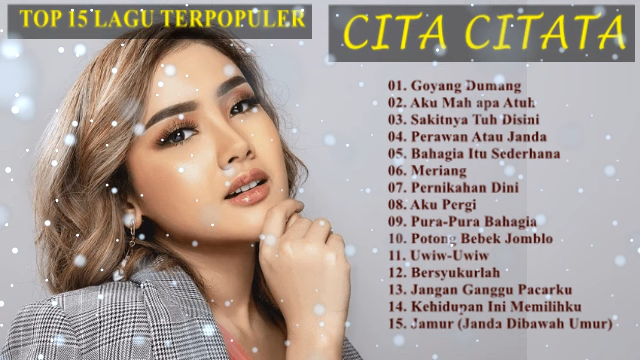 TOP 15 LAGU TERPOPULER
CITA CITATA
01. Goyang Dumang
02. Aku Mah apa Atuh
03. Sakitnya Tuh Disini
04. Perawan Atau Janda
05. Bahagia Itu Sederhana
06. Meriang
07. Pernikahan Dini
08. Aku Pergi
09. Pura-Pura Bahagia
10. Potong Bebek Jomblo
11. Uwiw-Uwiw
12. Bersyukurlah
13. Jangan Ganggu Pacarku
14. Kehidupan Ini Memilihku
15. Jamur (Janda Dibawah Umur)